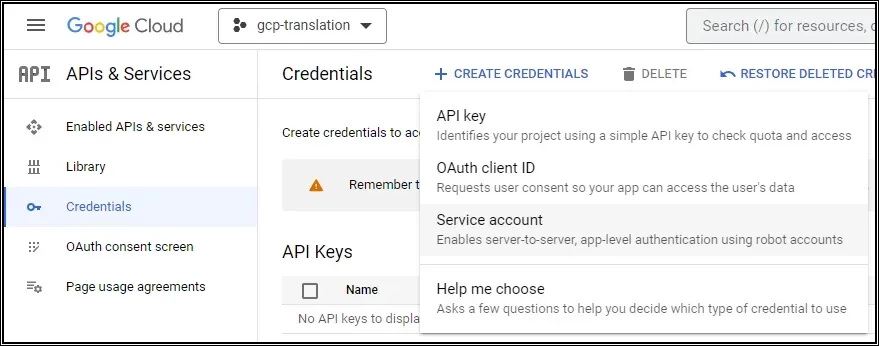 Google Cloud
gcp-translation
Search (/) for resources,
API
APIs & Services
Credentials
CREATE CREDENTIALS
DELETE
RESTORE DELETED
Enabled APIs & services
Library
Credentials
OAuth consent screen
Page usage agreements
Create credentials to
Remember
API Keys
Name
No API keys to
API key
Identifies your project using a simple API key to check quota and access
OAuth client ID
Requests user consent so your app can access the user's data
Service account
Enables server-to-server, app-level authentication using robot accounts
Help me choose
Asks a few questions to help you decide which type of credential to use